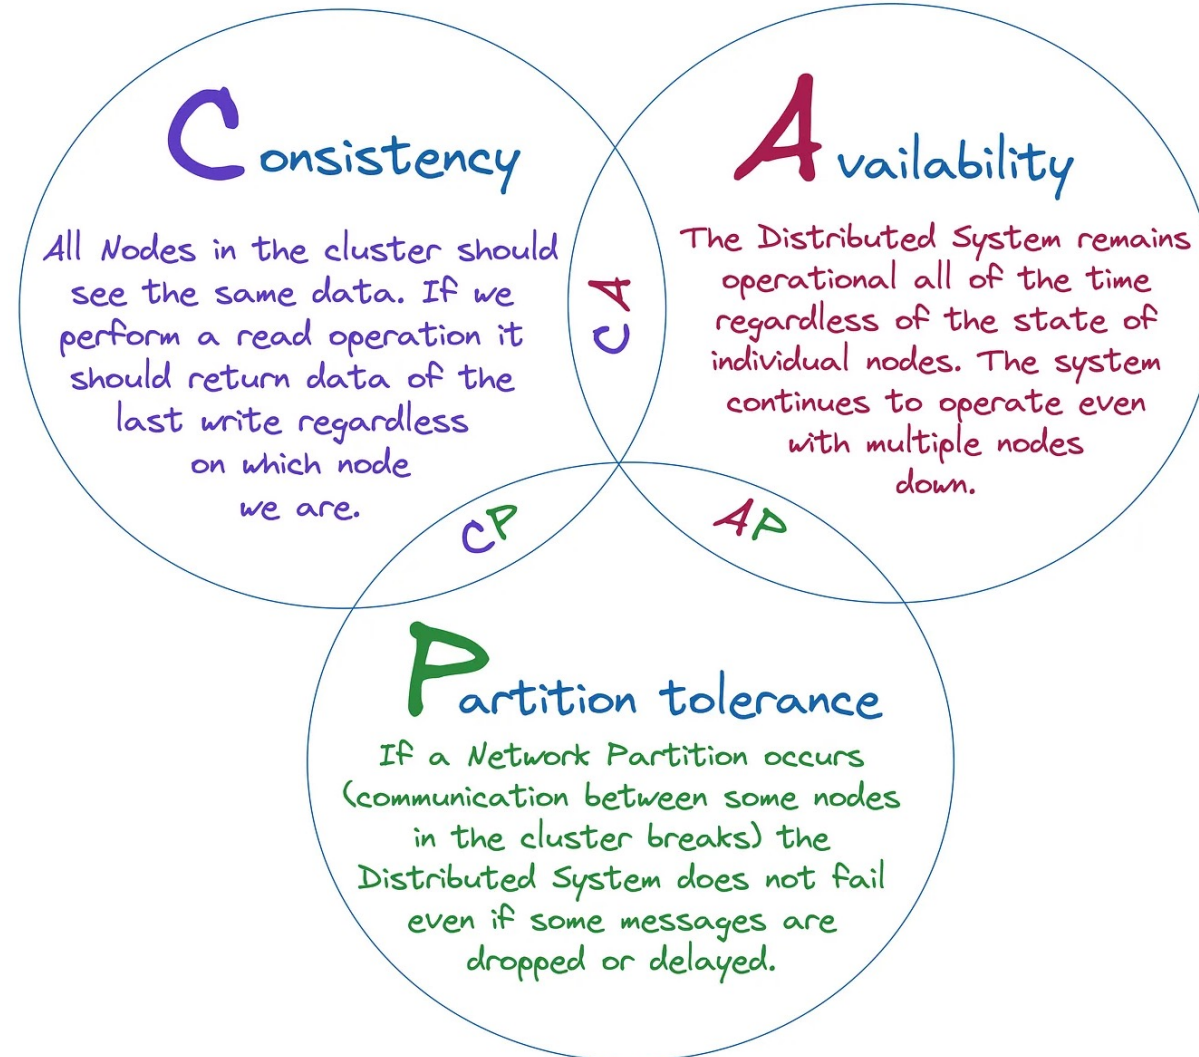 Consistency
All Nodes in the cluster should
see the same data. If we
perform a read operation it
should return data of the
last write regardless
on which node
we are.
Availability
The Distributed System remains
operational all of the time
regardless of the state of
individual nodes. The system
continues to operate even
with multiple nodes
down.
CA
CP
AP
Partition tolerance
If a Network Partition occurs
(communication between some nodes
in the cluster breaks) the
Distributed System does not fail
even if some messages are
dropped or delayed.